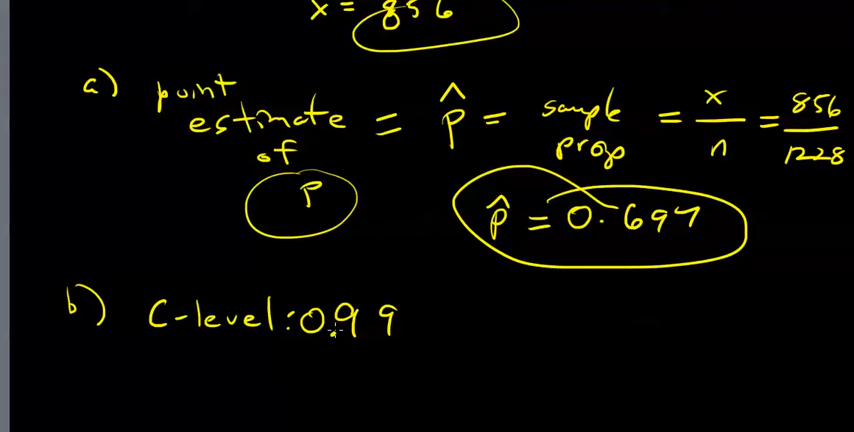 x = 856
a) point estimate of p = p̂ = sample prop = x/n = 856/1228
p̂ = 0.697
b) C-level: 0.99